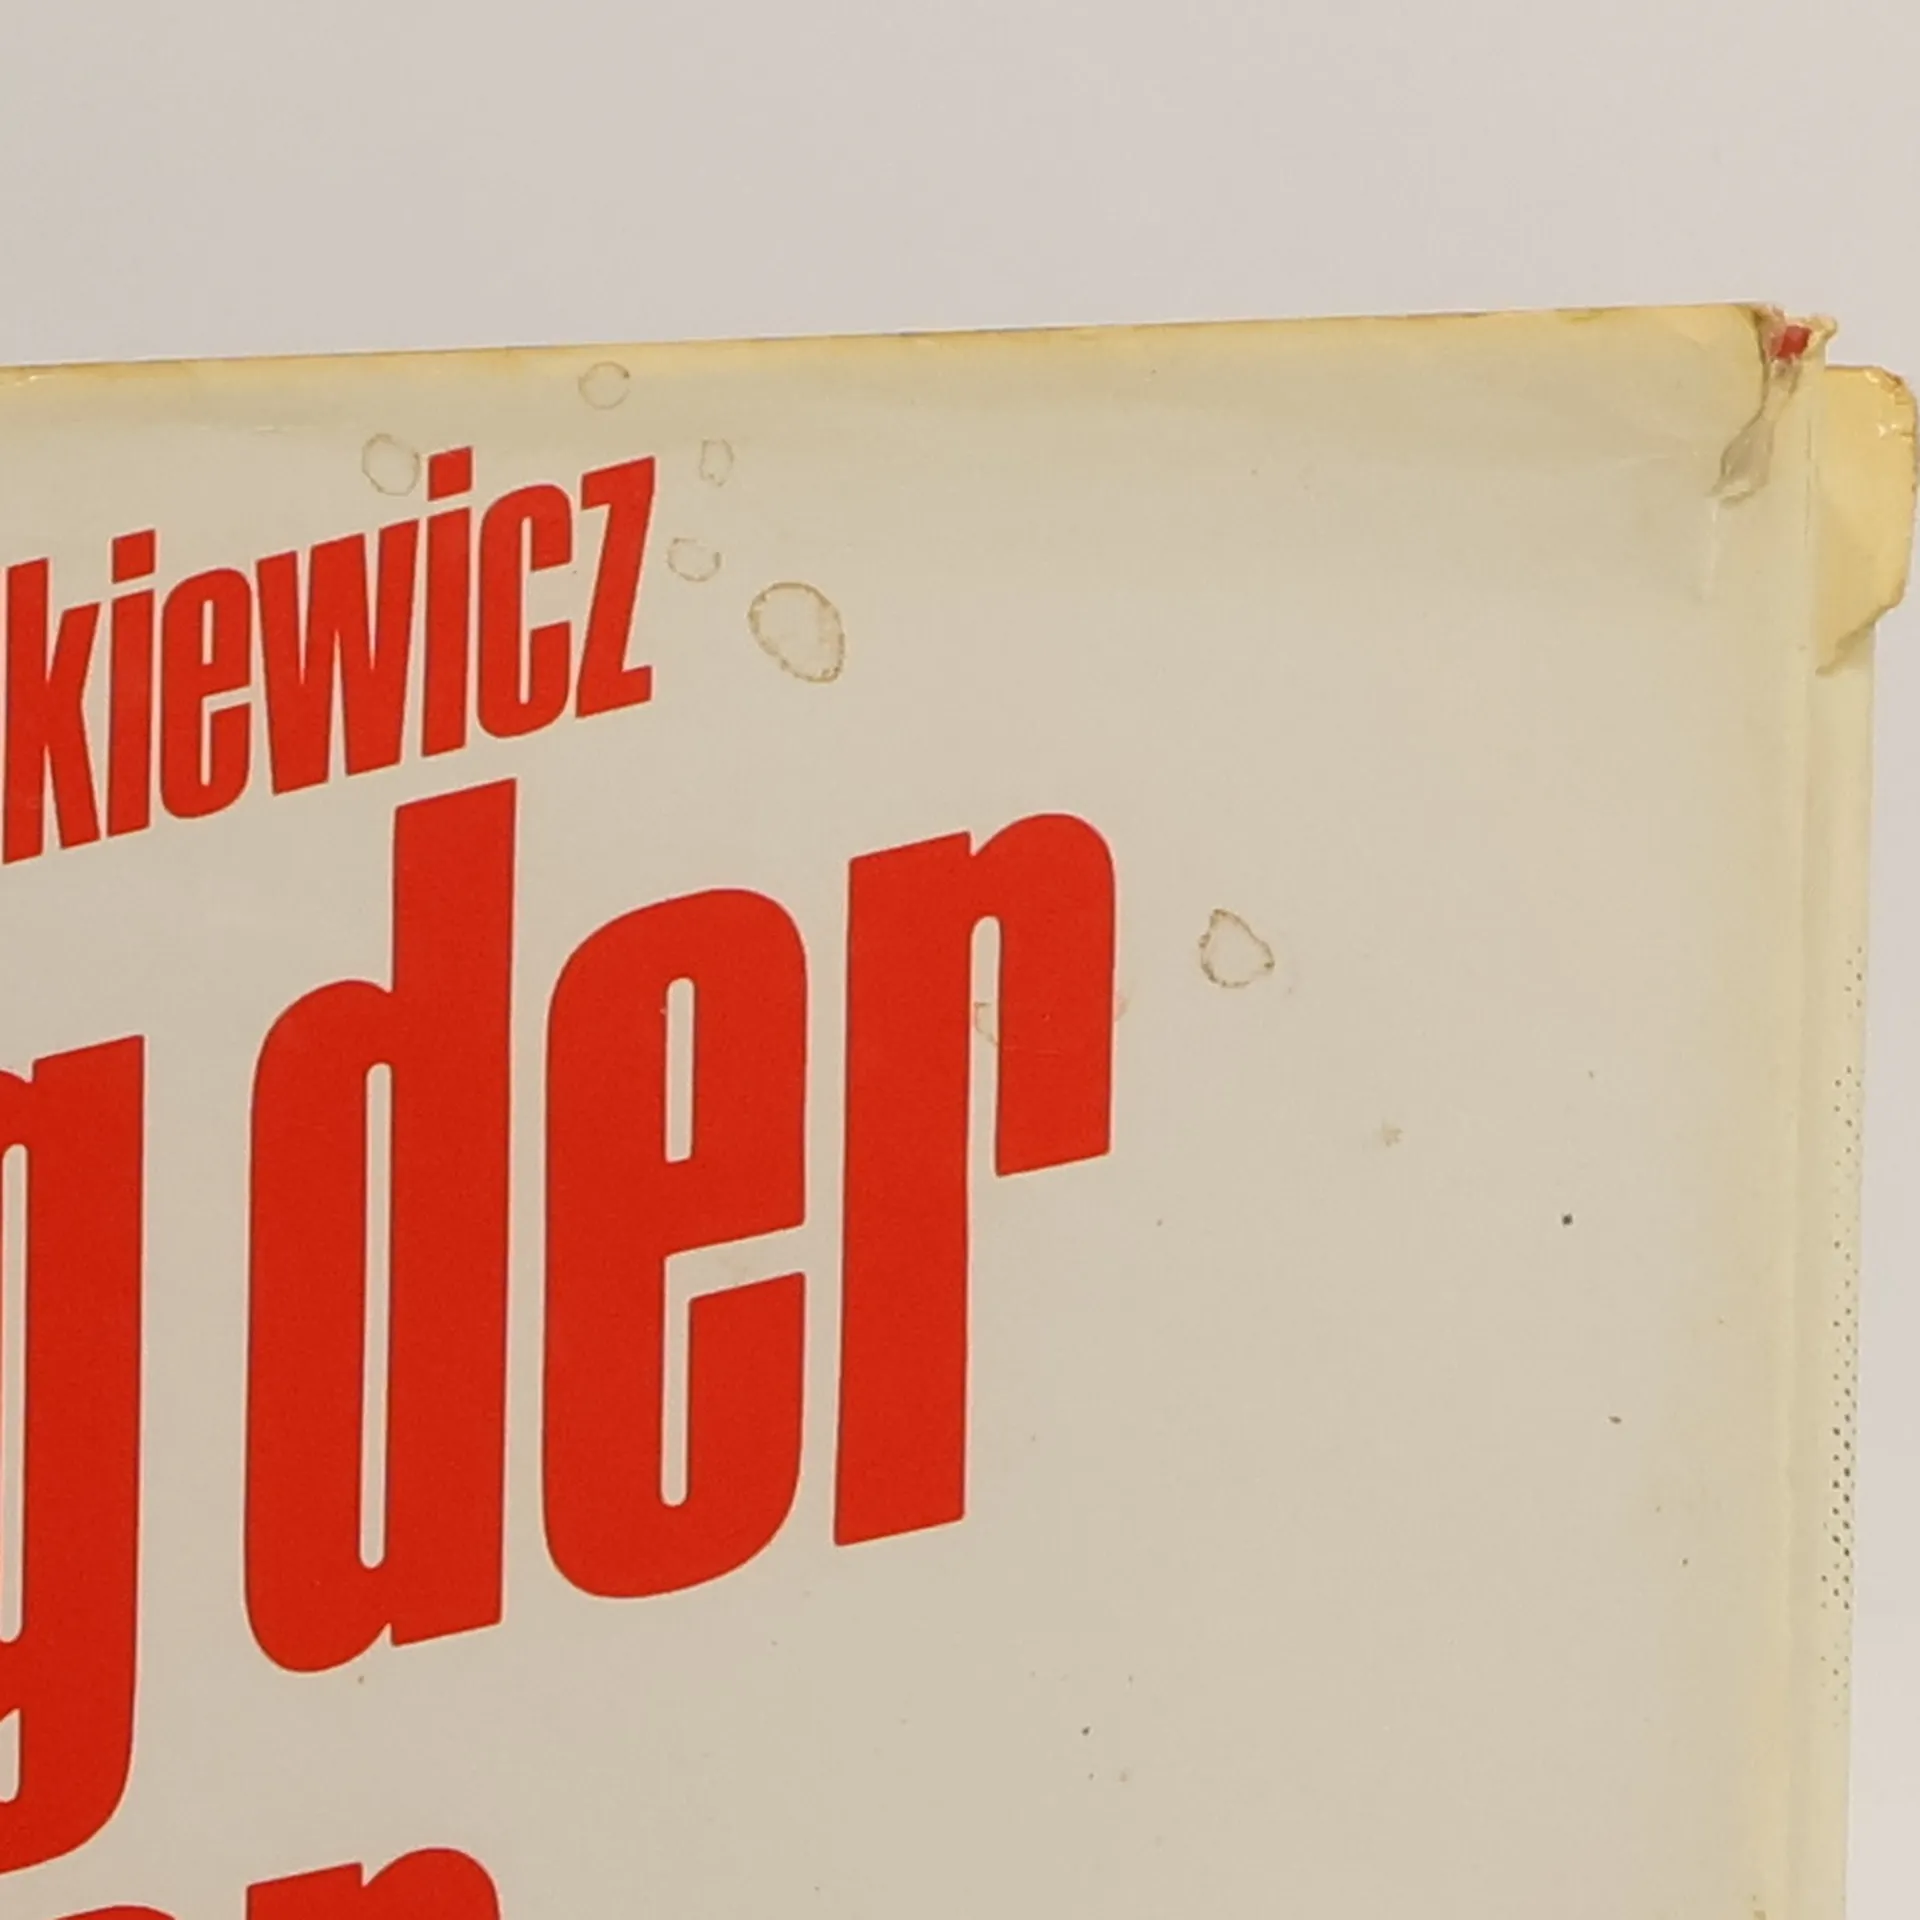 kiewicz
g der